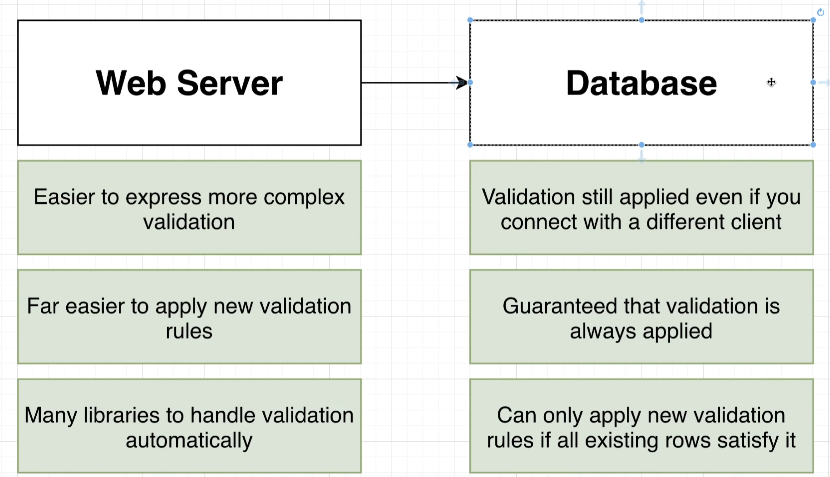 Web Server
Database
Easier to express more complex
validation
Validation still applied even if you
connect with a different client
Far easier to apply new validation
rules
Guaranteed that validation is
always applied
Many libraries to handle validation
automatically
Can only apply new validation
rules if all existing rows satisfy it